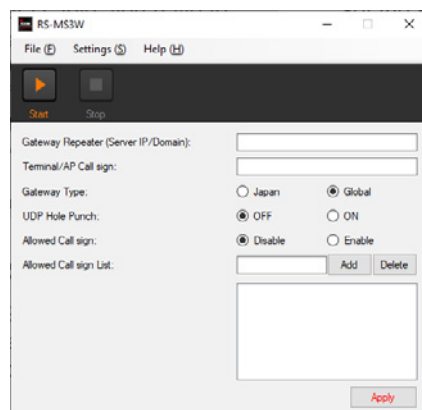 RS-MS3W
File (F) Settings (S) Help (H)
Start Stop
Gateway Repeater (Server IP/Domain):
Terminal/AP Call sign:
Gateway Type: Japan Global
UDP Hole Punch: OFF ON
Allowed Call sign: Disable Enable
Allowed Call sign List: Add Delete
Apply